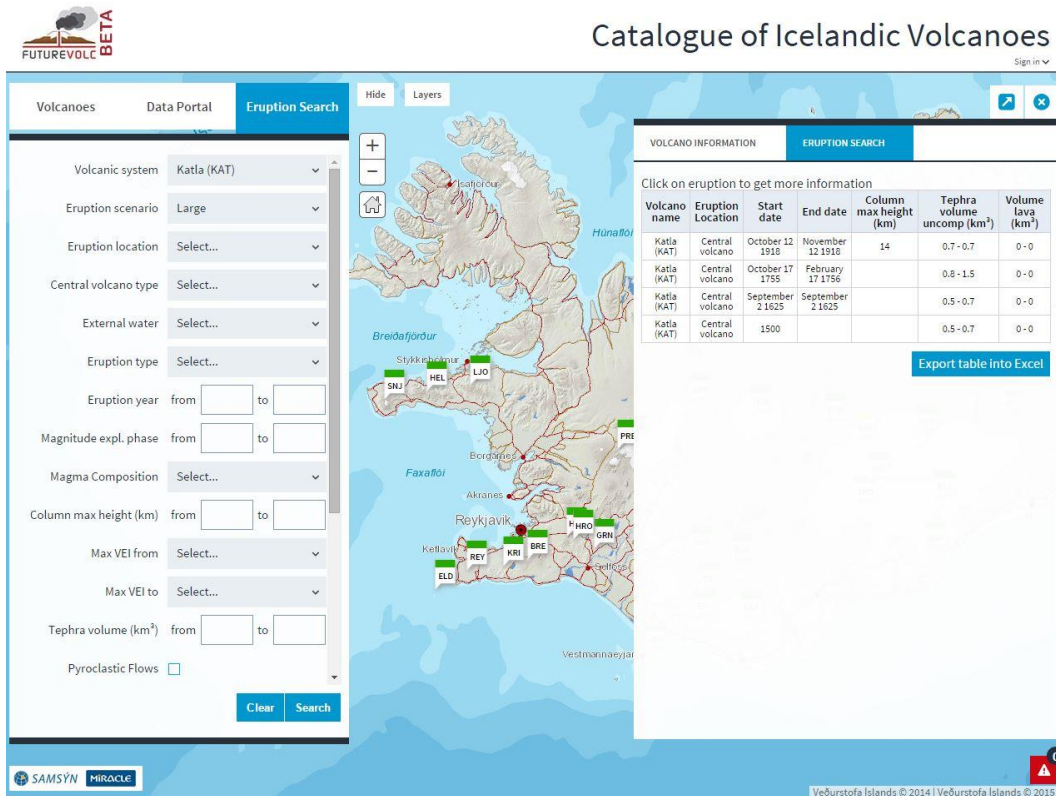 FUTUREVOLC BETA
Catalogue of Icelandic Volcanoes
Sign in
Volcanoes Data Portal Eruption Search
Volcanic system Katla (KAT)
Eruption scenario Large
Eruption location Select...
Central volcano type Select...
External water Select...
Eruption type Select...
Eruption year from to
Magnitude expl. phase from to
Magma Composition Select...
Column max height (km) from to
Max VEI from Select...
Max VEI to Select...
Tephra volume (km³) from to
Pyroclastic Flows
Clear Search
Hide Layers
+
−
Ísafjörður
Húnaflói
Breiðafjörður
Stykkishólmur
SNJ
HEL
LJO
PRE
Borgarnes
Faxaflói
Akranes
Reykjavík
HRO
GRN
Keflavík
REY
KRI
BRE
ELD
Selfoss
Vestmannaeyjar
VOLCANO INFORMATION ERUPTION SEARCH
Click on eruption to get more information
Volcano name Eruption Location Start date End date Column max height (km) Tephra volume uncomp (km³) Volume lava (km³)
Katla (KAT) Central volcano October 12 1918 November 12 1918 14 0.7 - 0.7 0 - 0
Katla (KAT) Central volcano October 17 1755 February 17 1756 0.8 - 1.5 0 - 0
Katla (KAT) Central volcano September 2 1625 September 2 1625 0.5 - 0.7 0 - 0
Katla (KAT) Central volcano 1500 0.5 - 0.7 0 - 0
Export table into Excel
SAMSÝN MIRACLE
Veðurstofa Íslands © 2014 | Veðurstofa Íslands © 2015